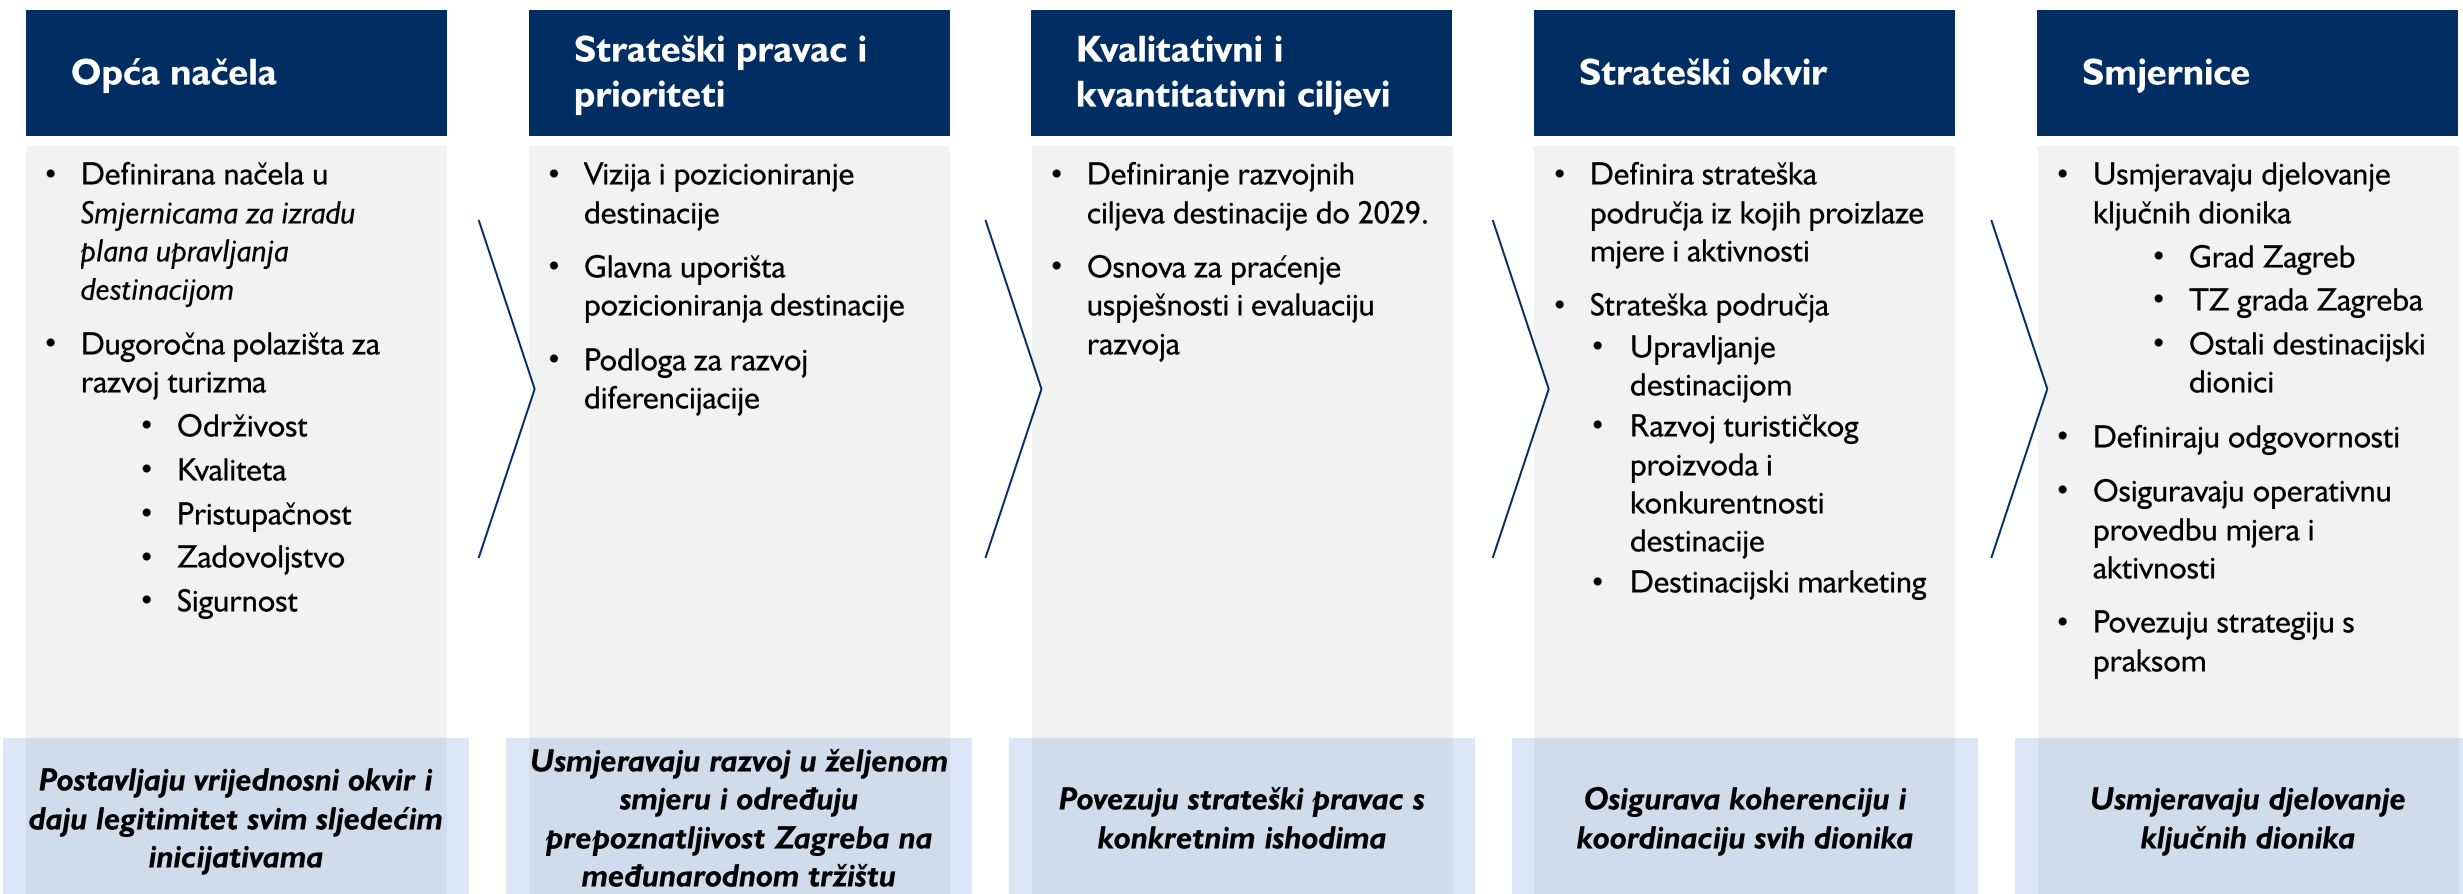 Opća načela
• Definirana načela u
Smjernicama za izradu
plana upravljanja
destinacijom
• Dugoročna polazišta za
razvoj turizma
• Održivost
• Kvaliteta
• Pristupačnost
• Zadovoljstvo
• Sigurnost
Postavljaju vrijednosni okvir i
daju legitimitet svim sljedećim
inicijativama
Strateški pravac i
prioriteti
• Vizija i pozicioniranje
destinacije
• Glavna uporišta
pozicioniranja destinacije
• Podloga za razvoj
diferencijacije
Usmjeravaju razvoj u željenom
smjeru i određuju
prepoznatljivost Zagreba na
međunarodnom tržištu
Kvalitativni i
kvantitativni ciljevi
• Definiranje razvojnih
ciljeva destinacije do 2029.
• Osnova za praćenje
uspješnosti i evaluaciju
razvoja
Povezuju strateški pravac s
konkretnim ishodima
Strateški okvir
• Definira strateška
područja iz kojih proizlaze
mjere i aktivnosti
• Strateška područja
• Upravljanje
destinacijom
• Razvoj turističkog
proizvoda i
konkurentnosti
destinacije
• Destinacijski marketing
Osigurava koherenciju i
koordinaciju svih dionika
Smjernice
• Usmjeravaju djelovanje
ključnih dionika
• Grad Zagreb
• TZ grada Zagreba
• Ostali destinacijski
dionici
• Definiraju odgovornosti
• Osiguravaju operativnu
provedbu mjera i
aktivnosti
• Povezuju strategiju s
praksom
Usmjeravaju djelovanje
ključnih dionika